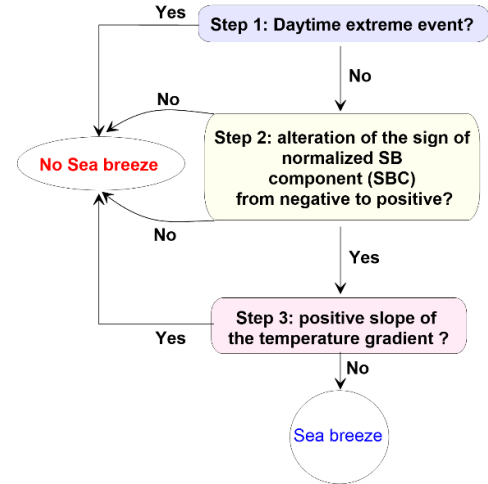 Yes
Step 1: Daytime extreme event?
No
No
Step 2: alteration of the sign of
normalized SB
component (SBC)
from negative to positive?
No Sea breeze
No
Yes
Step 3: positive slope of
the temperature gradient ?
Yes
No
Sea breeze